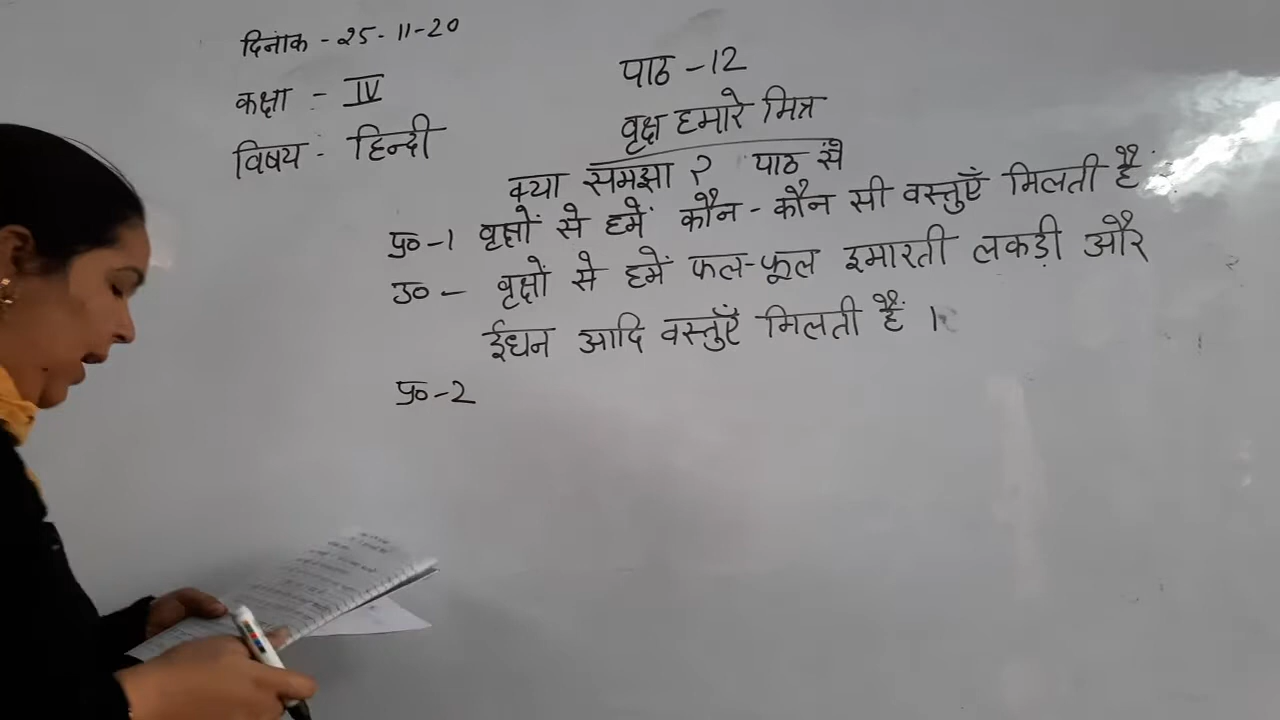 दिनांक - 25-11-20
कक्षा - IV
विषय - हिन्दी
पाठ - 12
वृक्ष हमारे मित्र
क्या समझा ? पाठ से
प्र० -1 वृक्षों से हमें कौन - कौन सी वस्तुएँ मिलती हैं
उ० - वृक्षों से हमें फल-फूल इमारती लकड़ी और
ईधन आदि वस्तुएँ मिलती हैं ।
प्र० -2